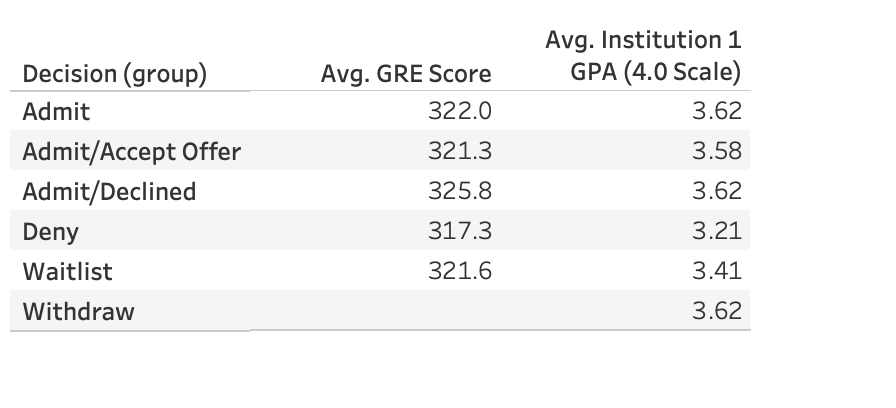 Avg. Institution 1
Decision (group) Avg. GRE Score GPA (4.0 Scale)
Admit 322.0 3.62
Admit/Accept Offer 321.3 3.58
Admit/Declined 325.8 3.62
Deny 317.3 3.21
Waitlist 321.6 3.41
Withdraw 3.62